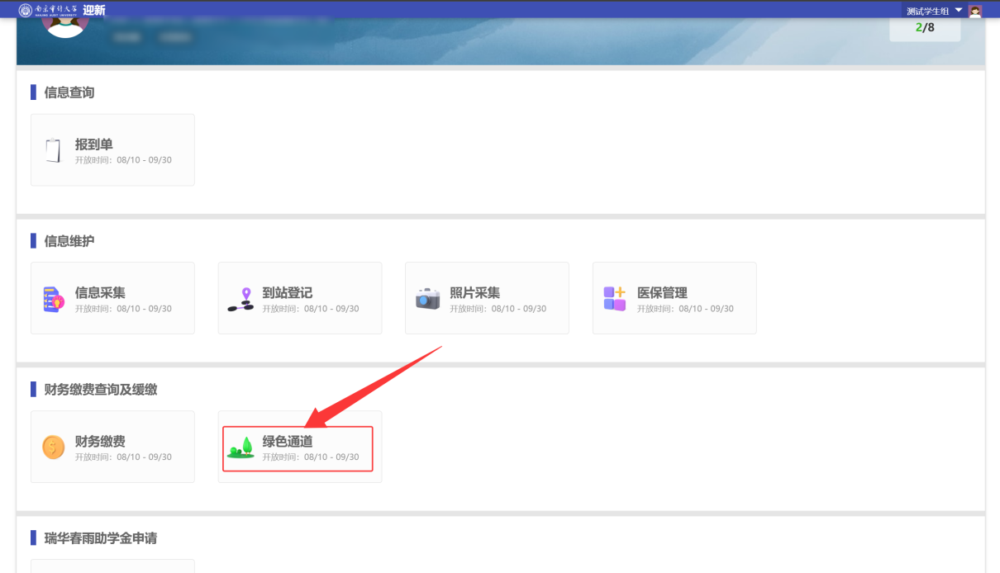 南京审计大学 迎新
NANJING AUDIT UNIVERSITY
测试学生组
2/8
信息查询
报到单
开放时间：08/10 - 09/30
信息维护
信息采集
开放时间：08/10 - 09/30
到站登记
开放时间：08/10 - 09/30
照片采集
开放时间：08/10 - 09/30
医保管理
开放时间：08/10 - 09/30
财务缴费查询及缓缴
财务缴费
开放时间：08/10 - 09/30
绿色通道
开放时间：08/10 - 09/30
瑞华春雨助学金申请